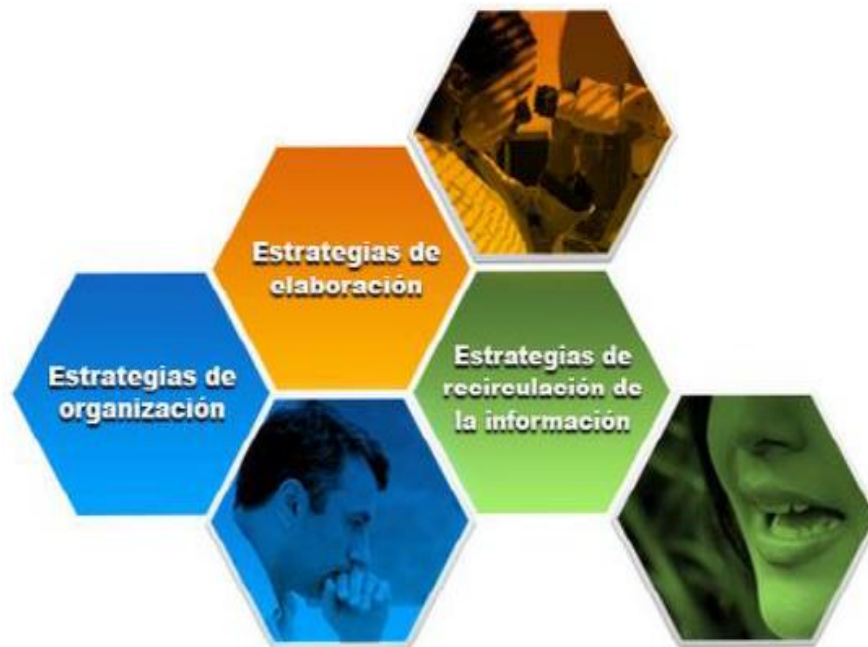 Estrategias de
elaboración
Estrategias de
organización
Estrategias de
recirculación de
la información